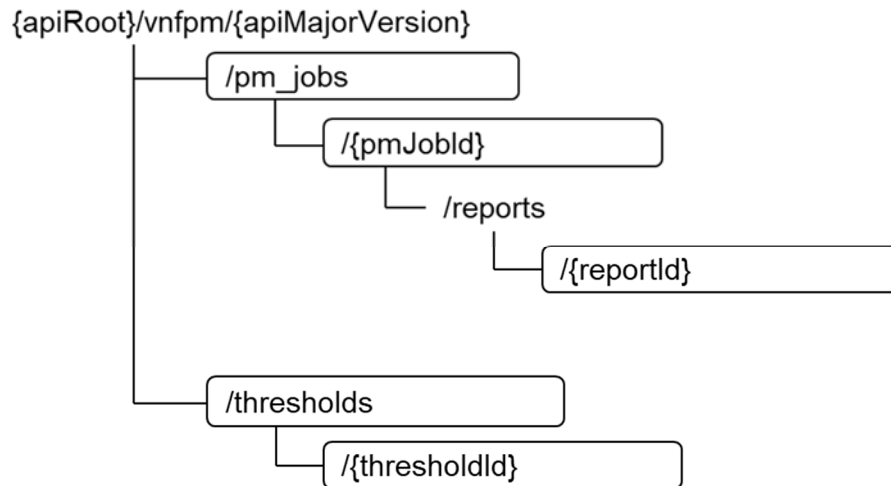 {apiRoot}/vnfpm/{apiMajorVersion}
/pm_jobs
/{pmJobId}
/reports
/{reportId}
/thresholds
/{thresholdId}